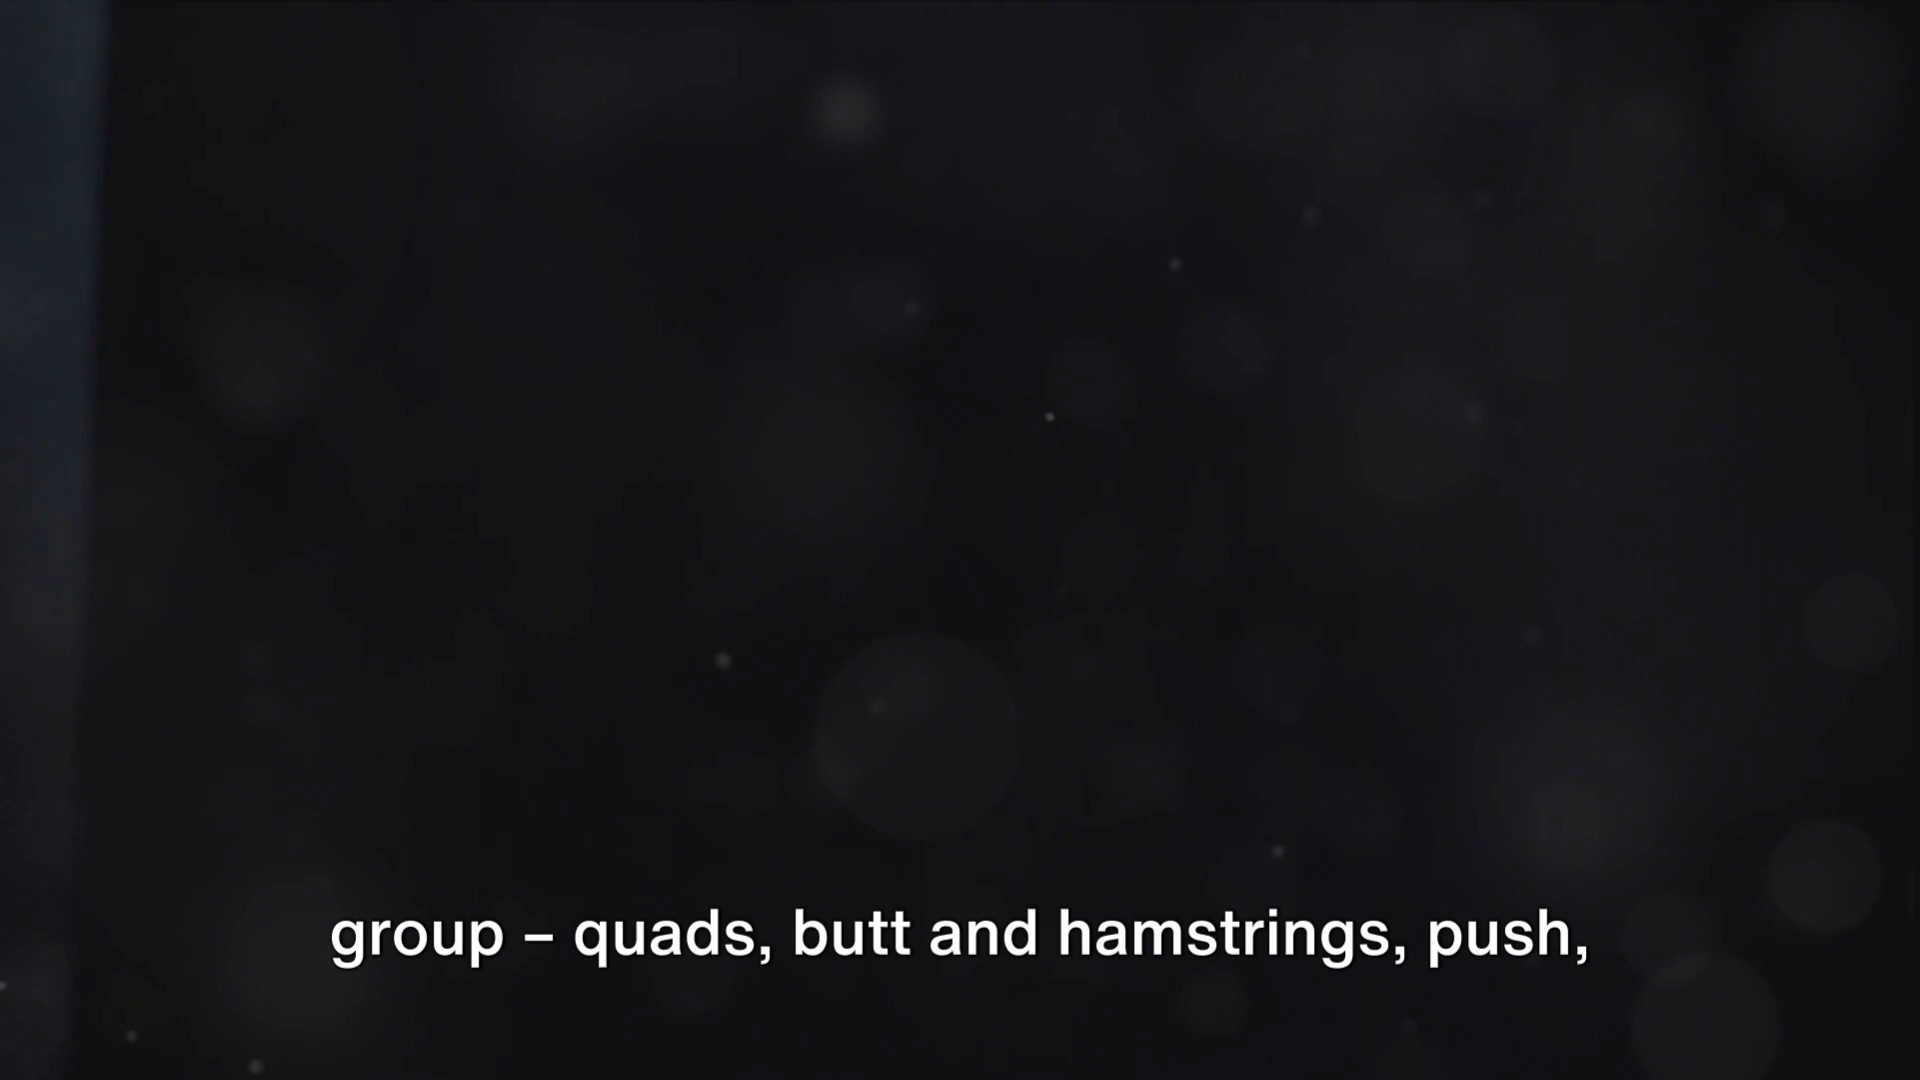 group – quads, butt and hamstrings, push,